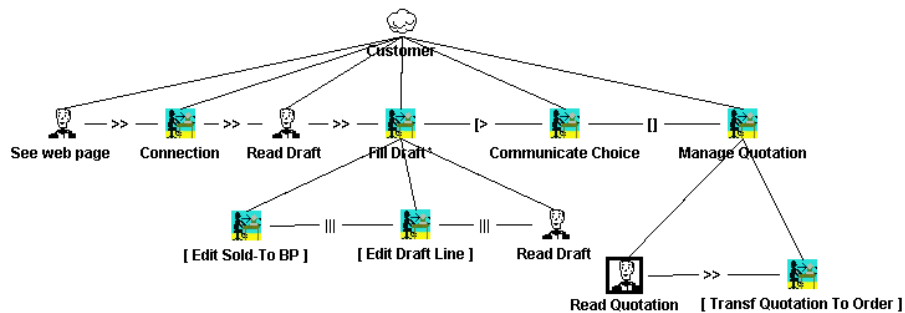 Customer
>> >> >> [> []
See web page Connection Read Draft Fill Draft* Communicate Choice Manage Quotation
||| |||
[ Edit Sold-To BP ] [ Edit Draft Line ] Read Draft
>>
Read Quotation [ Transf Quotation To Order ]